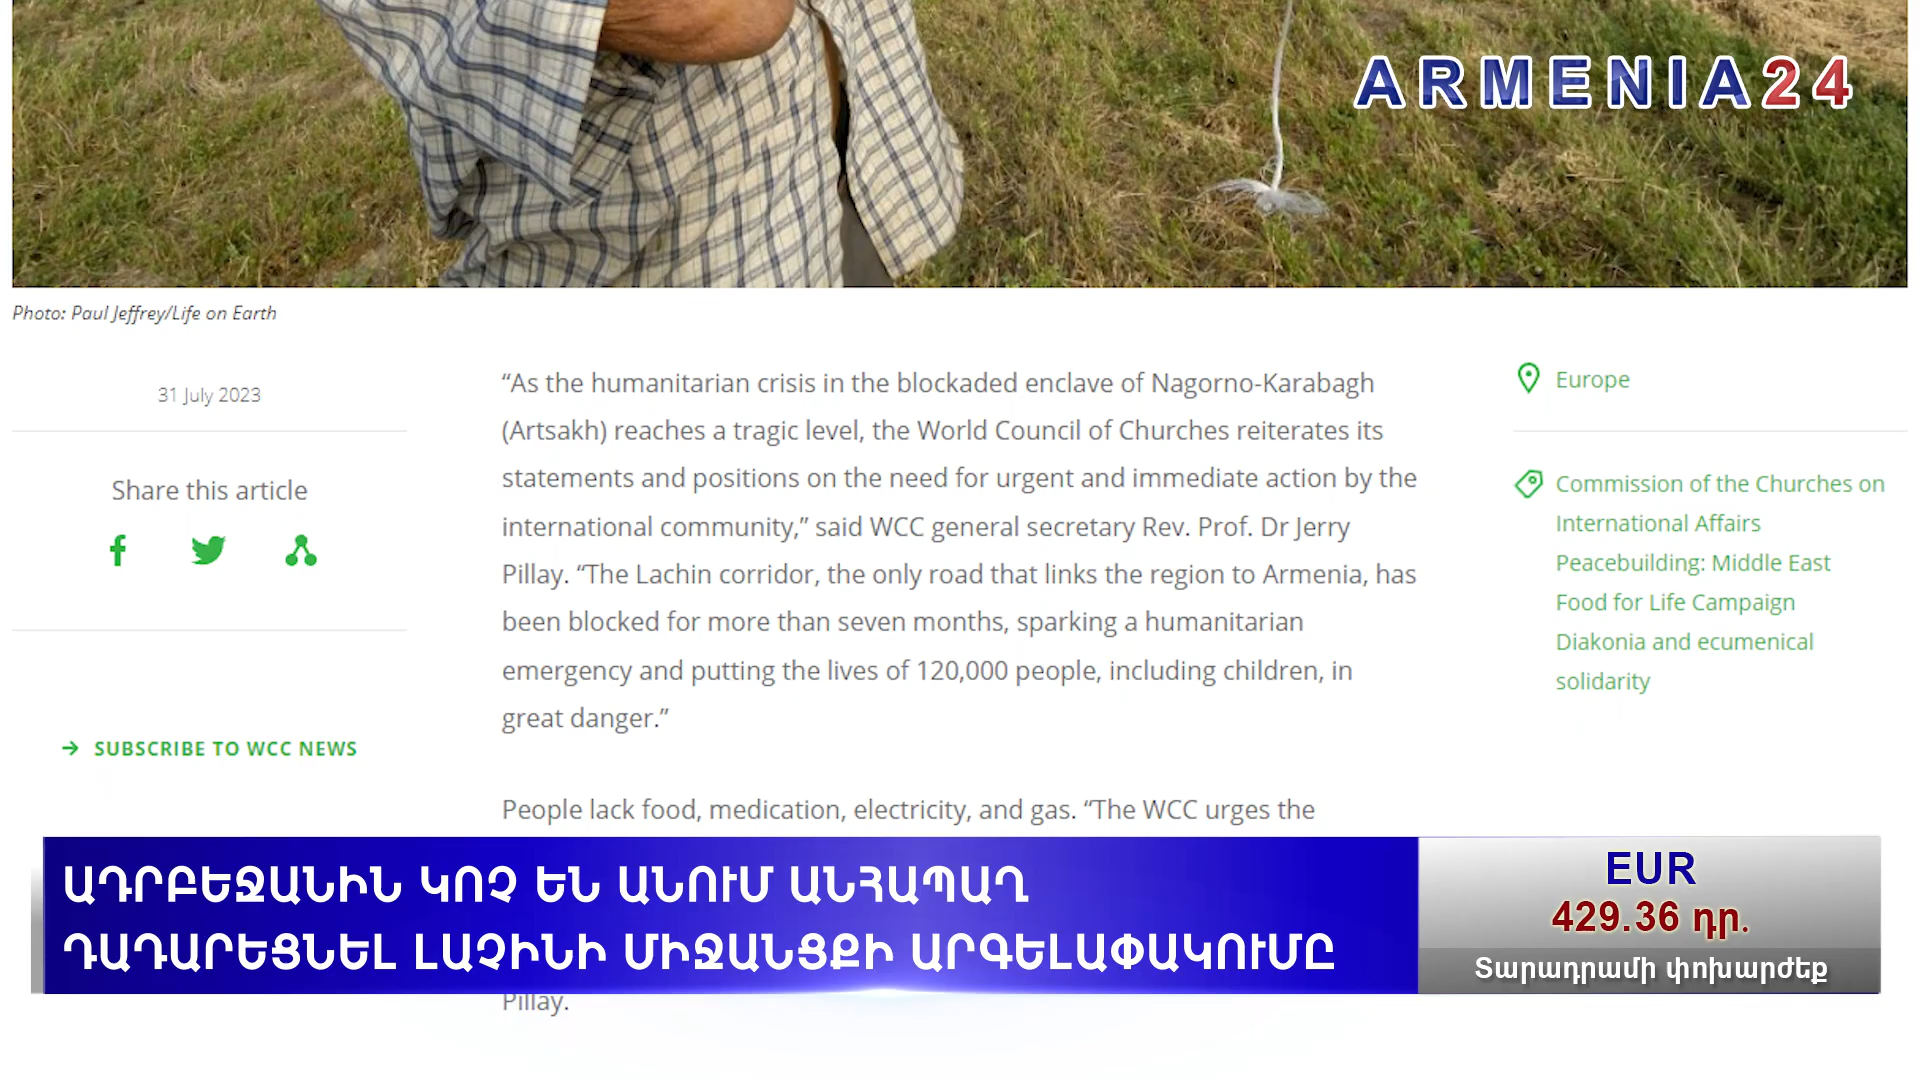 ARMENIA24
Photo: Paul Jeffrey/Life on Earth
31 July 2023
Share this article
SUBSCRIBE TO WCC NEWS
“As the humanitarian crisis in the blockaded enclave of Nagorno-Karabagh
(Artsakh) reaches a tragic level, the World Council of Churches reiterates its
statements and positions on the need for urgent and immediate action by the
international community,” said WCC general secretary Rev. Prof. Dr Jerry
Pillay. “The Lachin corridor, the only road that links the region to Armenia, has
been blocked for more than seven months, sparking a humanitarian
emergency and putting the lives of 120,000 people, including children, in
great danger.”
People lack food, medication, electricity, and gas. “The WCC urges the
Pillay.
Europe
Commission of the Churches on
International Affairs
Peacebuilding: Middle East
Food for Life Campaign
Diakonia and ecumenical
solidarity
ԱԴՐԲԵՋԱՆԻՆ ԿՈՉ ԵՆ ԱՆՈՒՄ ԱՆՀԱՊԱՂ
ԴԱԴԱՐԵՑՆԵԼ ԼԱՉԻՆԻ ՄԻՋԱՆՑՔԻ ԱՐԳԵԼԱՓԱԿՈՒՄԸ
EUR
429.36 դր.
Տարադրամի փոխարժեք